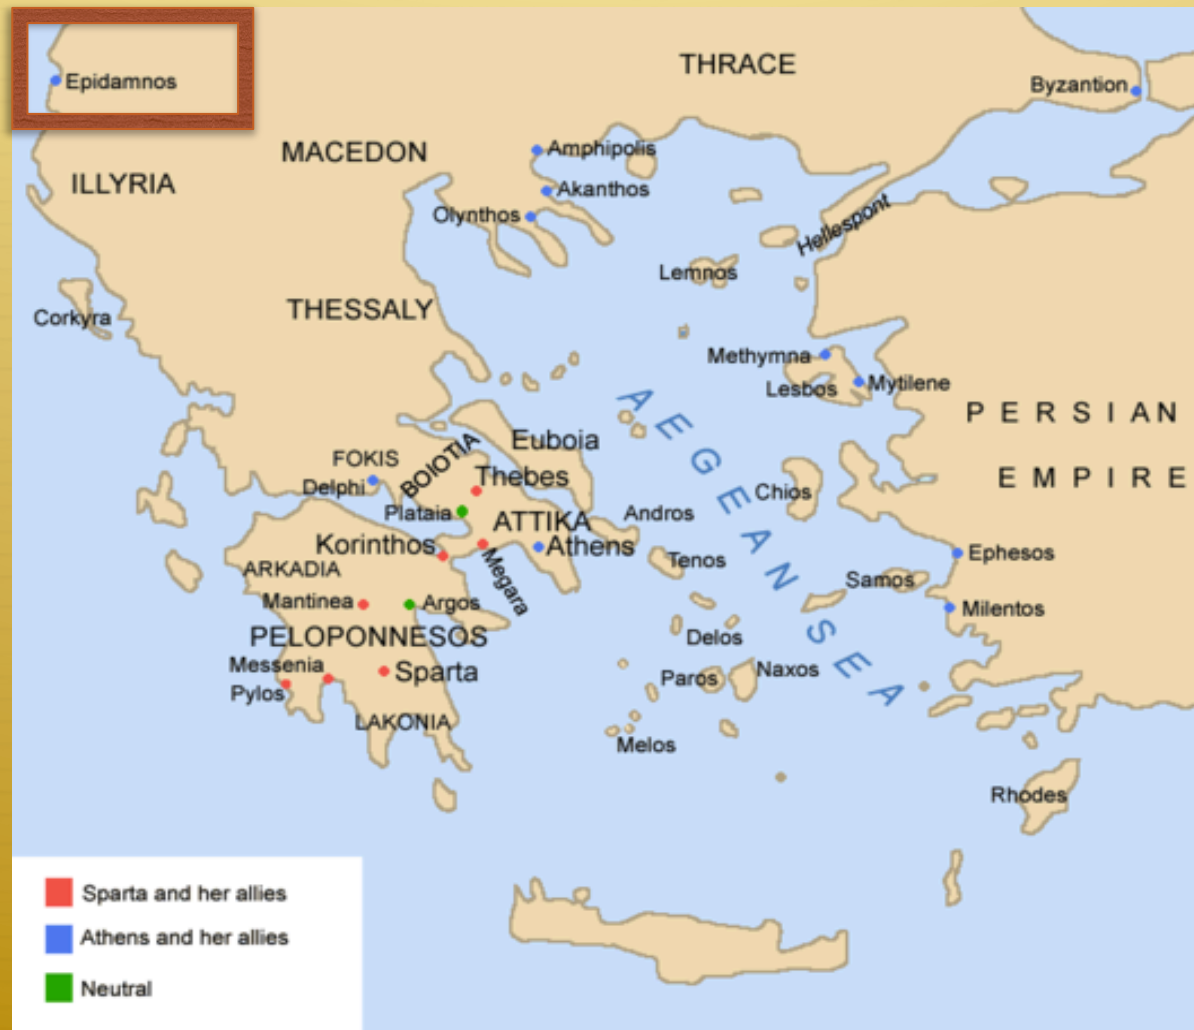 THRACE
Epidamnos
Byzantion
MACEDON
Amphipolis
ILLYRIA
Akanthos
Olynthos
Hellespont
Lemnos
THESSALY
Corkyra
Methymna
Lesbos
Mytilene
PERSIAN
EMPIRE
AEGEAN SEA
Euboia
FOKIS
BOIOTIA
Thebes
Delphi
Chios
Plataia
ATTIKA
Andros
Korinthos
Athens
Ephesos
ARKADIA
Megara
Tenos
Samos
Mantinea
Argos
Milentos
PELOPONNESOS
Delos
Messenia
Sparta
Paros
Naxos
Pylos
LAKONIA
Melos
Rhodes
Sparta and her allies
Athens and her allies
Neutral